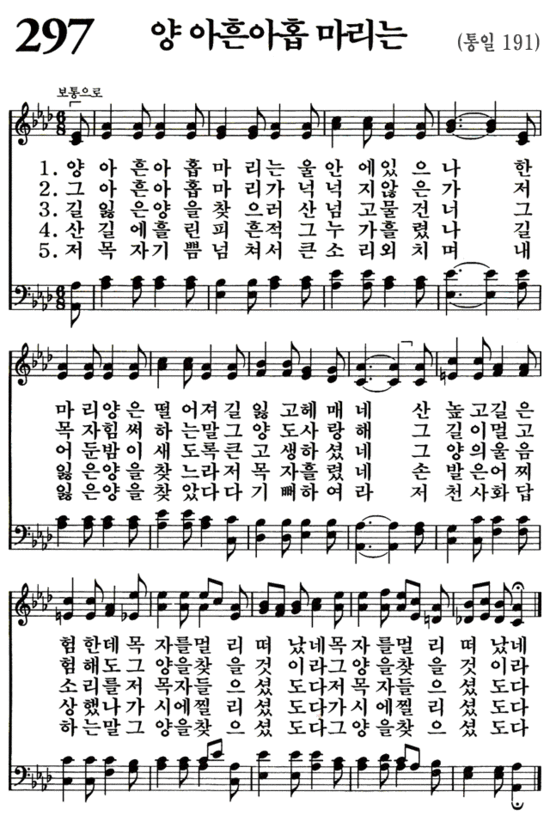 297 양 아흔아홉 마리는 (통일 191)
보통으로
1. 양 아 흔아 홉 마 리는 울안 에있 으 나 한
2. 그 아 흔아 홉 마 리가 넉넉 지않 은 가 저
3. 길 잃 은양 을 찾 으러 산넘 고물 건 너 그
4. 산 길 에흘 린 피 흔적 그누 가흘 렸 나 길
5. 저 목 자기 쁨 넘 쳐서 큰소 리외 치 며 내
마 리양 은 떨 어져 길잃 고헤 매 네 산 높 고길 은
목 자힘 써 하 는말 그양 도사 랑 해 그 길 이멀 고
어 둔밤 이 새 도록 큰고 생하 셨 네 그 양 의울 음
잃 은양 을 찾 느라 저목 자흘 렸 네 손 발 은어 찌
잃 은양 을 찾 았다 다기 뻐하 여 라 저 천 사화 답
험 한데 목 자를 멀 리 떠 났네 목 자 를멀 리 떠 났네
험 해도 그 양을 찾 을 것 이라 그 양 을찾 을 것 이라
소 리를 저 목자 들 으 셨 도다 저 목 자들 으 셨 도다
상 했나 가 시에 찔 리 셨 도다 가 시 에찔 리 셨 도다
하 는말 그 양을 찾 으 셨 도다 그 양 을찾 으 셨 도다